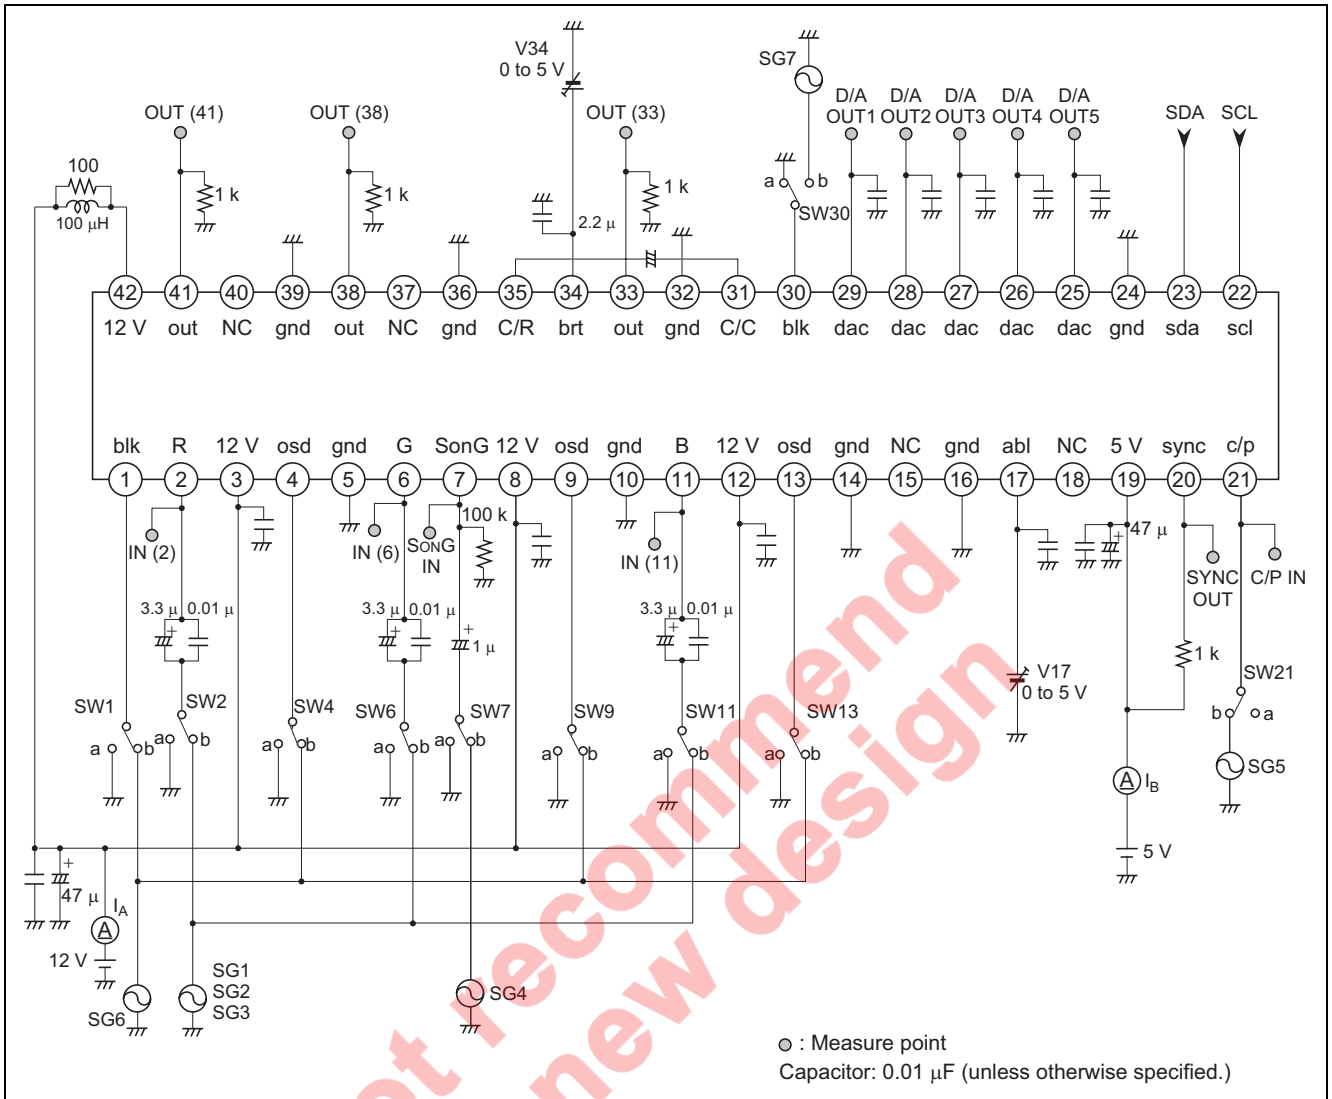 V34
0 to 5 V
SG7
OUT (41)
OUT (38)
OUT (33)
D/A
OUT1
D/A
OUT2
D/A
OUT3
D/A
OUT4
D/A
OUT5
SDA
SCL
100
100 μH
1 k
1 k
2.2 μ
1 k
a
b
SW30
42 41 40 39 38 37 36 35 34 33 32 31 30 29 28 27 26 25 24 23 22
12 V out NC gnd out NC gnd C/R brt out gnd C/C blk dac dac dac dac dac gnd sda scl
blk R 12 V osd gnd G SonG 12 V osd gnd B 12 V osd gnd NC gnd abl NC 5 V sync c/p
1 2 3 4 5 6 7 8 9 10 11 12 13 14 15 16 17 18 19 20 21
IN (2)
IN (6)
SONG
IN
100 k
IN (11)
+
47 μ
SYNC
OUT
C/P IN
3.3 μ 0.01 μ
+
3.3 μ 0.01 μ
+
+
1 μ
3.3 μ 0.01 μ
+
1 k
V17
0 to 5 V
SW1
a b
SW2
a b
SW4
a b
SW6
a b
SW7
a b
SW9
a b
SW11
a b
SW13
a b
SW21
b a
SG5
A IB
5 V
+
47 μ
IA
A
12 V
SG6
SG1
SG2
SG3
SG4
: Measure point
Capacitor: 0.01 μF (unless otherwise specified.)
ot recommend
new design